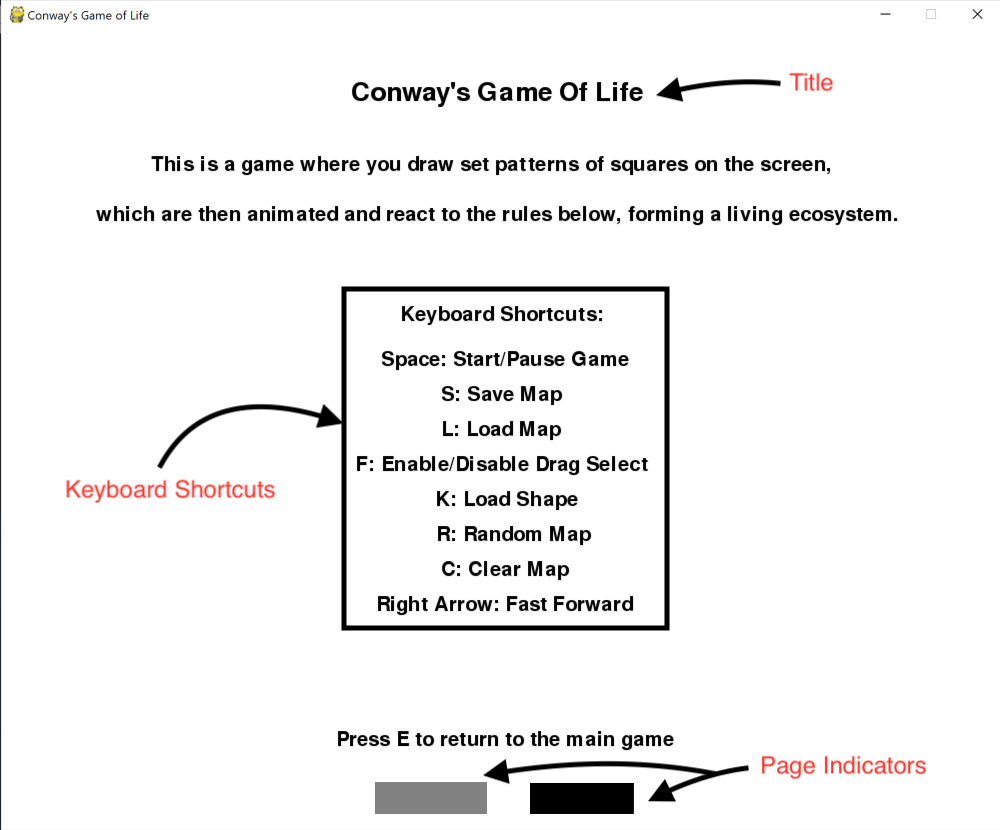 Conway's Game of Life
Conway's Game Of Life
Title
This is a game where you draw set patterns of squares on the screen,
which are then animated and react to the rules below, forming a living ecosystem.
Keyboard Shortcuts:
Space: Start/Pause Game
S: Save Map
L: Load Map
F: Enable/Disable Drag Select
Keyboard Shortcuts
K: Load Shape
R: Random Map
C: Clear Map
Right Arrow: Fast Forward
Press E to return to the main game
Page Indicators